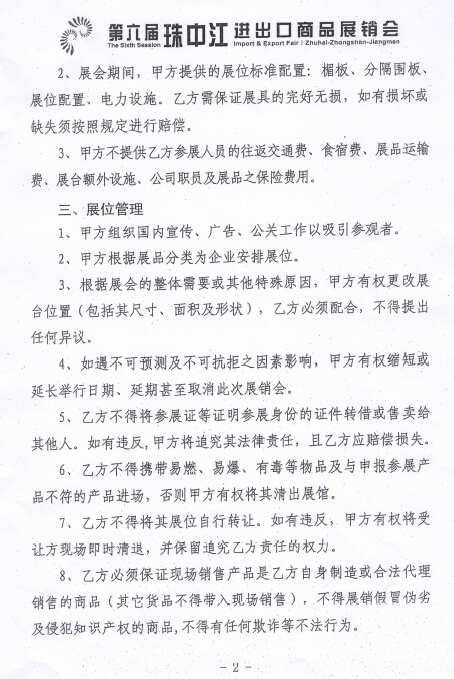 第六届珠中江进出口商品展销会
The Sixth Session Import & Export Fair | Zhuhai-Zhongshan-Jiangmen
2、展会期间，甲方提供的展位标准配置：楣板、分隔围板、
展位配置、电力设施。乙方需保证展具的完好无损，如有损坏或
缺失须按照规定进行赔偿。
3、甲方不提供乙方参展人员的往返交通费、食宿费、展品运输
费、展台额外设施、公司职员及展品之保险费用。
三、展位管理
1、甲方组织国内宣传、广告、公关工作以吸引参观者。
2、甲方根据展品分类为企业安排展位。
3、根据展会的整体需要或其他特殊原因，甲方有权更改展
台位置（包括其尺寸、面积及形状），乙方必须配合，不得提出
任何异议。
4、如遇不可预测及不可抗拒之因素影响，甲方有权缩短或
延长举行日期、延期甚至取消此次展销会。
5、乙方不得将参展证等证明参展身份的证件转借或售卖给
其他人。如有违反，甲方将追究其法律责任，且乙方应赔偿损失。
6、乙方不得携带易燃、易爆、有毒等物品及与申报参展产
品不符的产品进场，否则甲方有权将其清出展馆。
7、乙方不得将其展位自行转让。如有违反，甲方有权将受
让方现场即时清送，并保留追究乙方责任的权力。
8、乙方必须保证现场销售产品是乙方自身制造或合法代理
销售的商品（其它货品不得带入现场销售），不得展销假冒伪劣
及侵犯知识产权的商品，不得有任何欺诈等不法行为。
- 2 -